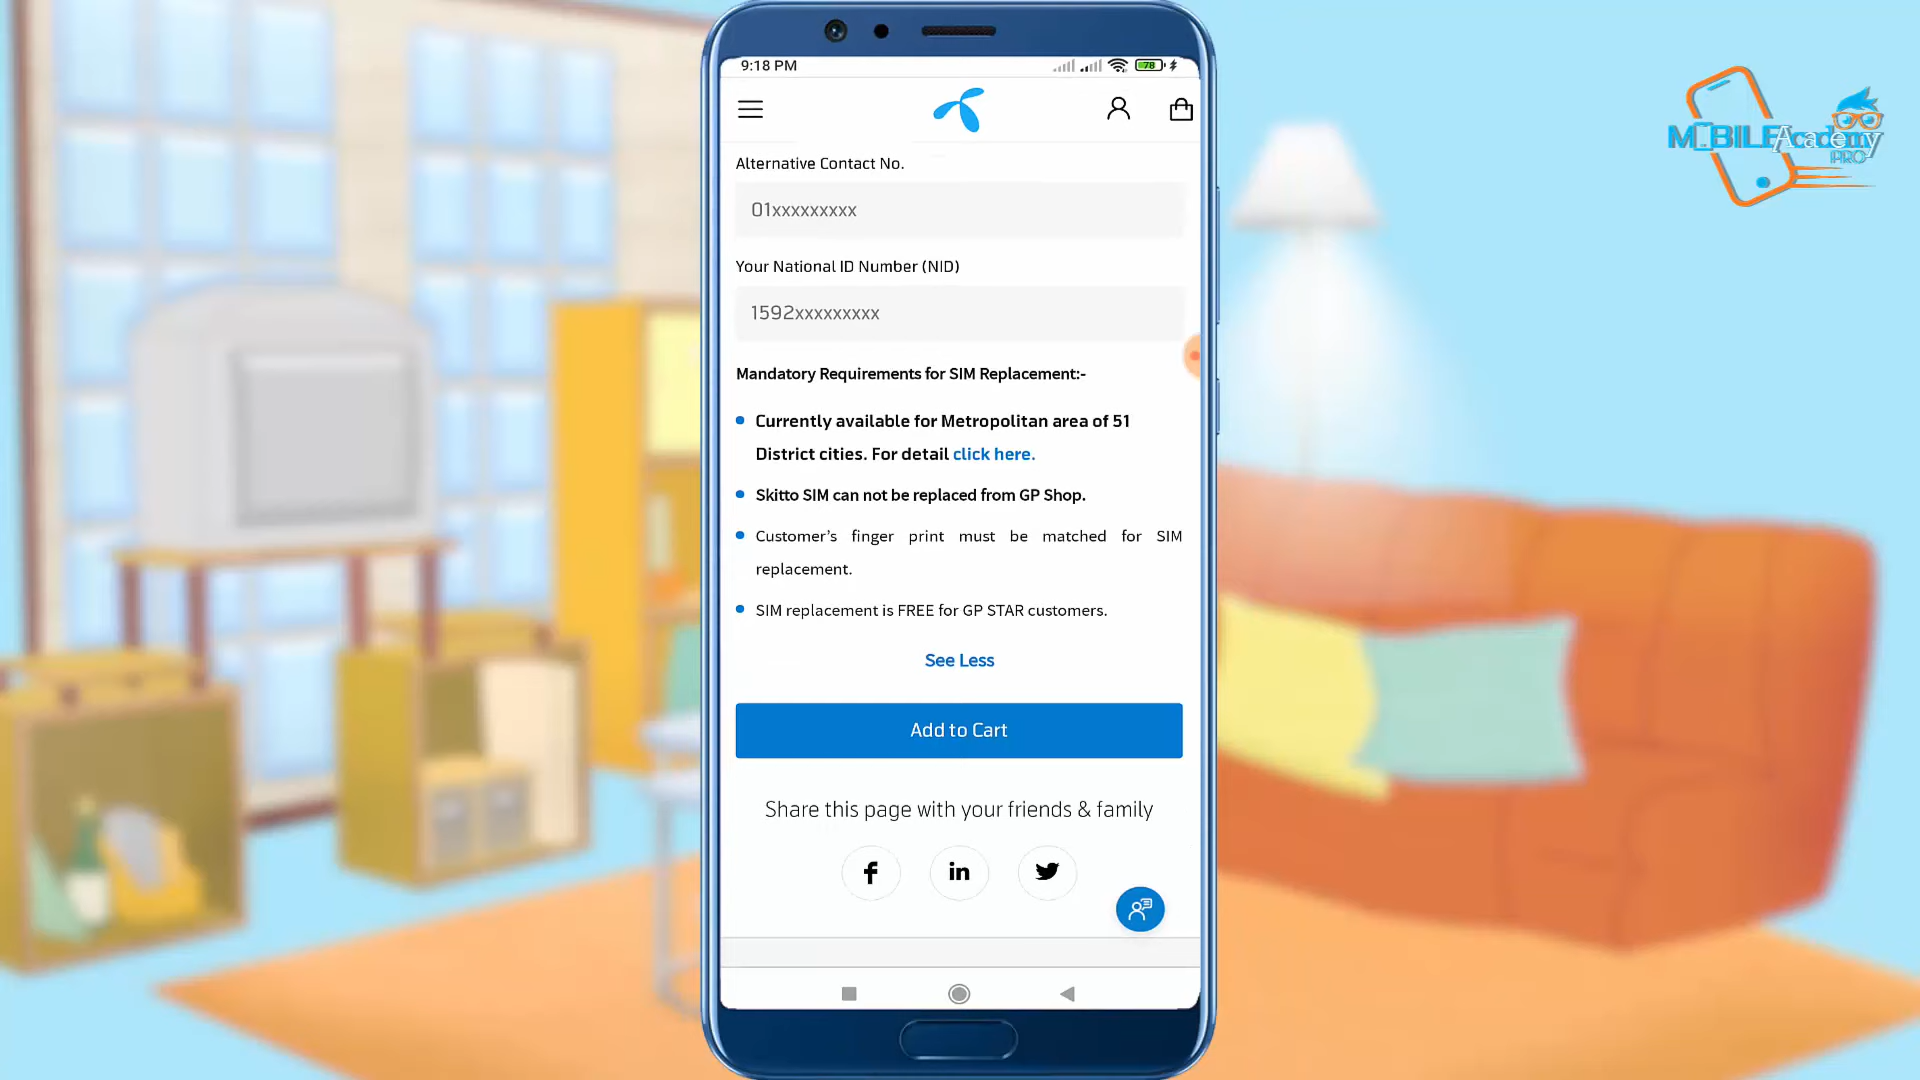 9:18 PM
78
MOBILE Academy
PRO
Alternative Contact No.
01xxxxxxxxx
Your National ID Number (NID)
1592xxxxxxxxx
Mandatory Requirements for SIM Replacement:-
Currently available for Metropolitan area of 51
District cities. For detail click here.
Skitto SIM can not be replaced from GP Shop.
Customer’s finger print must be matched for SIM
replacement.
SIM replacement is FREE for GP STAR customers.
See Less
Add to Cart
Share this page with your friends & family